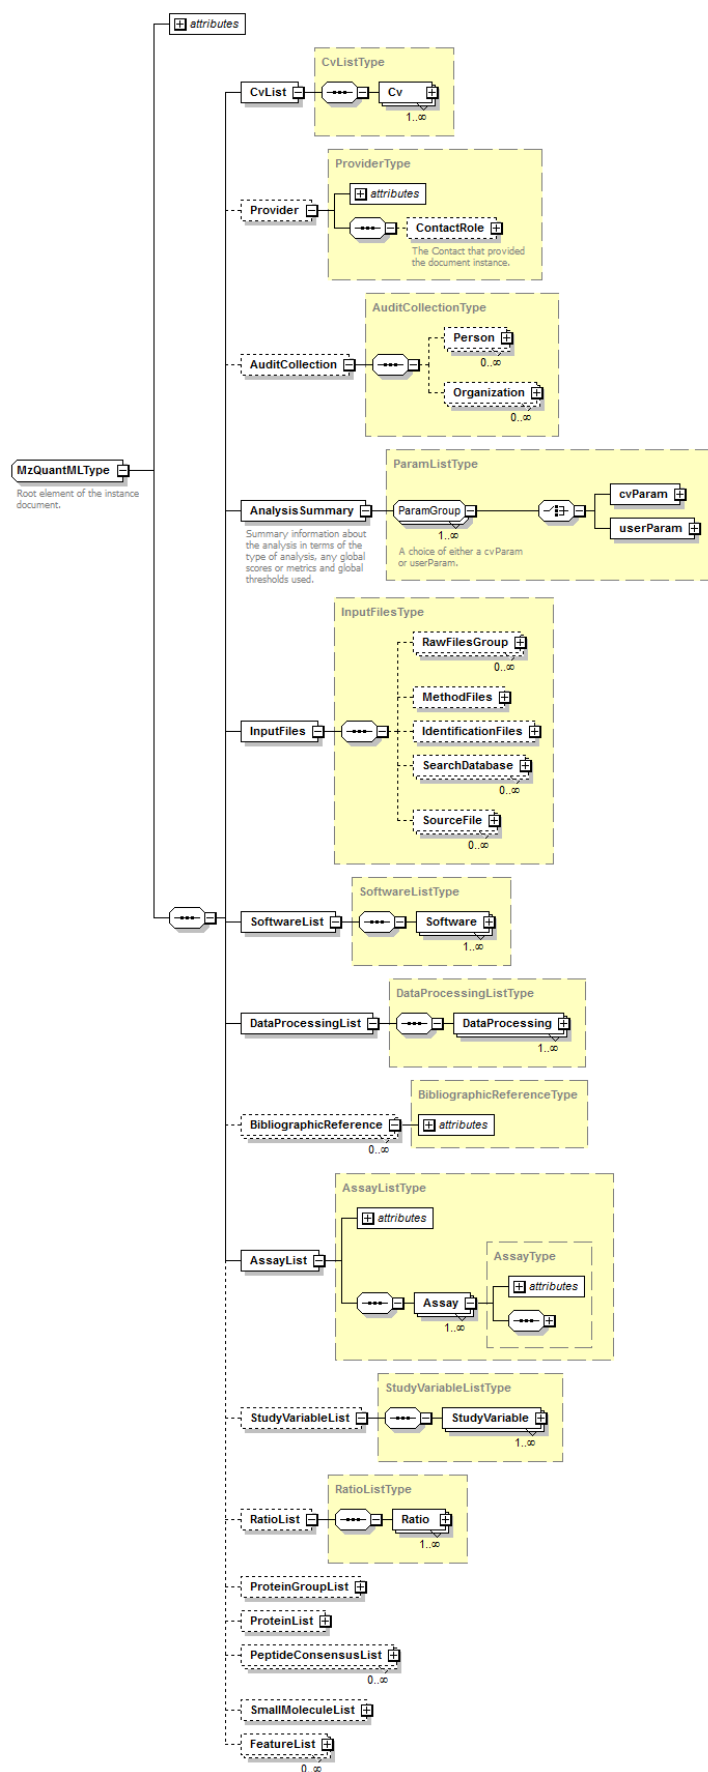 attributes
CvListType
CvList
Cv
1..∞
ProviderType
attributes
Provider
ContactRole
The Contact that provided
the document instance.
AuditCollectionType
Person
0..∞
AuditCollection
Organization
0..∞
MzQuantMLType
Root element of the instance
document.
ParamListType
cvParam
AnalysisSummary
ParamGroup
userParam
1..∞
Summary information about
the analysis in terms of the
type of analysis, any global
scores or metrics and global
thresholds used.
A choice of either a cvParam
or userParam.
InputFilesType
RawFilesGroup
0..∞
MethodFiles
InputFiles
IdentificationFiles
SearchDatabase
0..∞
SourceFile
0..∞
SoftwareListType
SoftwareList
Software
1..∞
DataProcessingListType
DataProcessingList
DataProcessing
1..∞
BibliographicReferenceType
BibliographicReference
attributes
0..∞
AssayListType
attributes
AssayType
AssayList
attributes
Assay
1..∞
StudyVariableListType
StudyVariableList
StudyVariable
1..∞
RatioListType
RatioList
Ratio
1..∞
ProteinGroupList
ProteinList
PeptideConsensusList
0..∞
SmallMoleculeList
FeatureList
0..∞